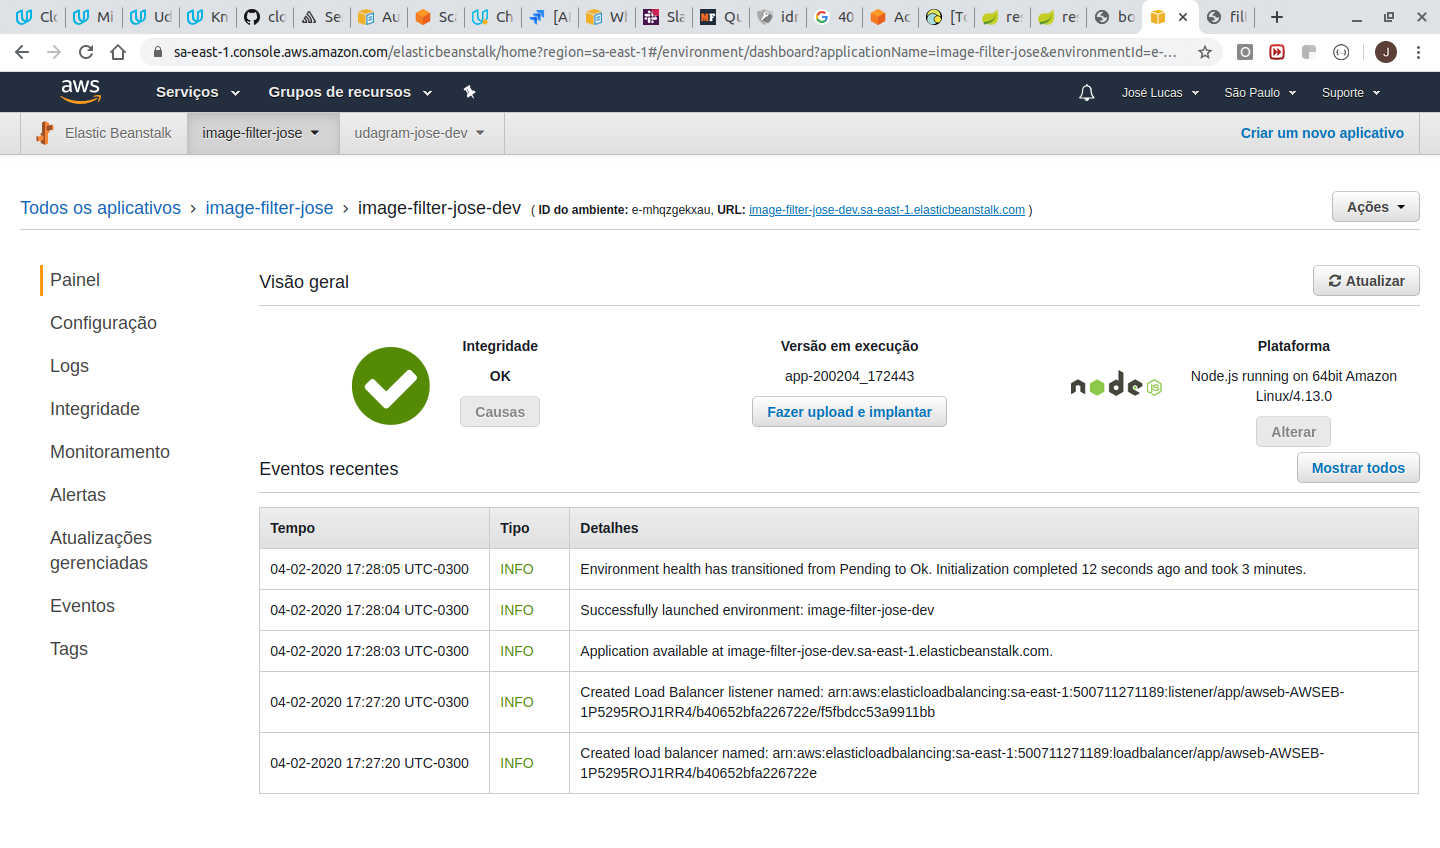 Clo
Mi
Ud
Kn
clo
Ser
Au
Sca
Ch
[AI
Wh
Sla
Qu
idn
40
Ac
[To
res
res
bo
filt
sa-east-1.console.aws.amazon.com/elasticbeanstalk/home?region=sa-east-1#/environment/dashboard?applicationName=image-filter-jose&environmentId=e-...
J
aws
Serviços
Grupos de recursos
José Lucas
São Paulo
Suporte
Elastic Beanstalk
image-filter-jose
udagram-jose-dev
Criar um novo aplicativo
Todos os aplicativos › image-filter-jose › image-filter-jose-dev ( ID do ambiente: e-mhqzgekxau, URL: image-filter-jose-dev.sa-east-1.elasticbeanstalk.com )
Ações
Painel
Configuração
Logs
Integridade
Monitoramento
Alertas
Atualizações
gerenciadas
Eventos
Tags
Visão geral
Atualizar
Integridade
OK
Causas
Versão em execução
app-200204_172443
Fazer upload e implantar
node
JS
Plataforma
Node.js running on 64bit Amazon
Linux/4.13.0
Alterar
Eventos recentes
Mostrar todos
Tempo Tipo Detalhes
04-02-2020 17:28:05 UTC-0300 INFO Environment health has transitioned from Pending to Ok. Initialization completed 12 seconds ago and took 3 minutes.
04-02-2020 17:28:04 UTC-0300 INFO Successfully launched environment: image-filter-jose-dev
04-02-2020 17:28:03 UTC-0300 INFO Application available at image-filter-jose-dev.sa-east-1.elasticbeanstalk.com.
04-02-2020 17:27:20 UTC-0300 INFO Created Load Balancer listener named: arn:aws:elasticloadbalancing:sa-east-1:500711271189:listener/app/awseb-AWSEB-
1P5295ROJ1RR4/b40652bfa226722e/f5fbdcc53a9911bb
04-02-2020 17:27:20 UTC-0300 INFO Created load balancer named: arn:aws:elasticloadbalancing:sa-east-1:500711271189:loadbalancer/app/awseb-AWSEB-
1P5295ROJ1RR4/b40652bfa226722e